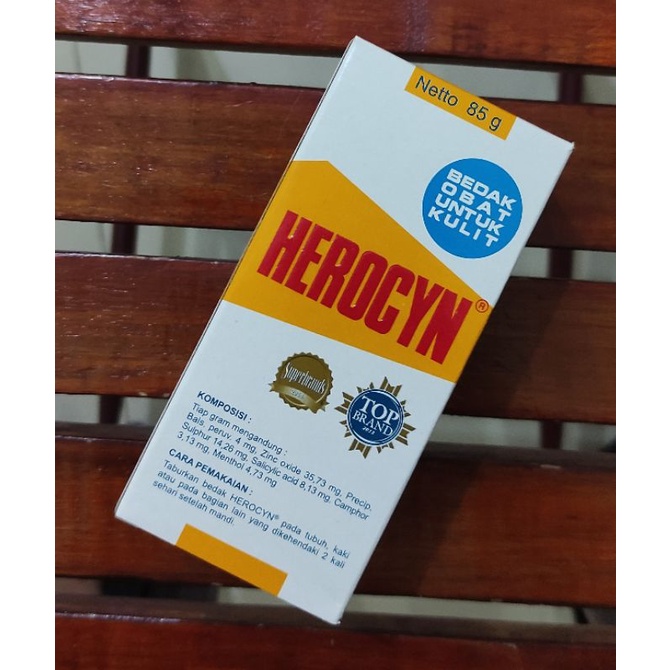 Netto 85 g
BEDAK
OBAT
UNTUK
KULIT
HEROCYN®
Superbrands
TOP
BRAND
KOMPOSISI :
Tiap gram mengandung :
Bals. peruv. 4 mg, Zinc oxide 35,73 mg, Precip.
Sulphur 14,26 mg, Salicylic acid 8,13 mg, Camphor
3,13 mg, Menthol 4,73 mg
CARA PEMAKAIAN :
Taburkan bedak HEROCYN® pada tubuh, kaki
atau pada bagian lain yang dikehendaki 2 kali
sehari setelah mandi.